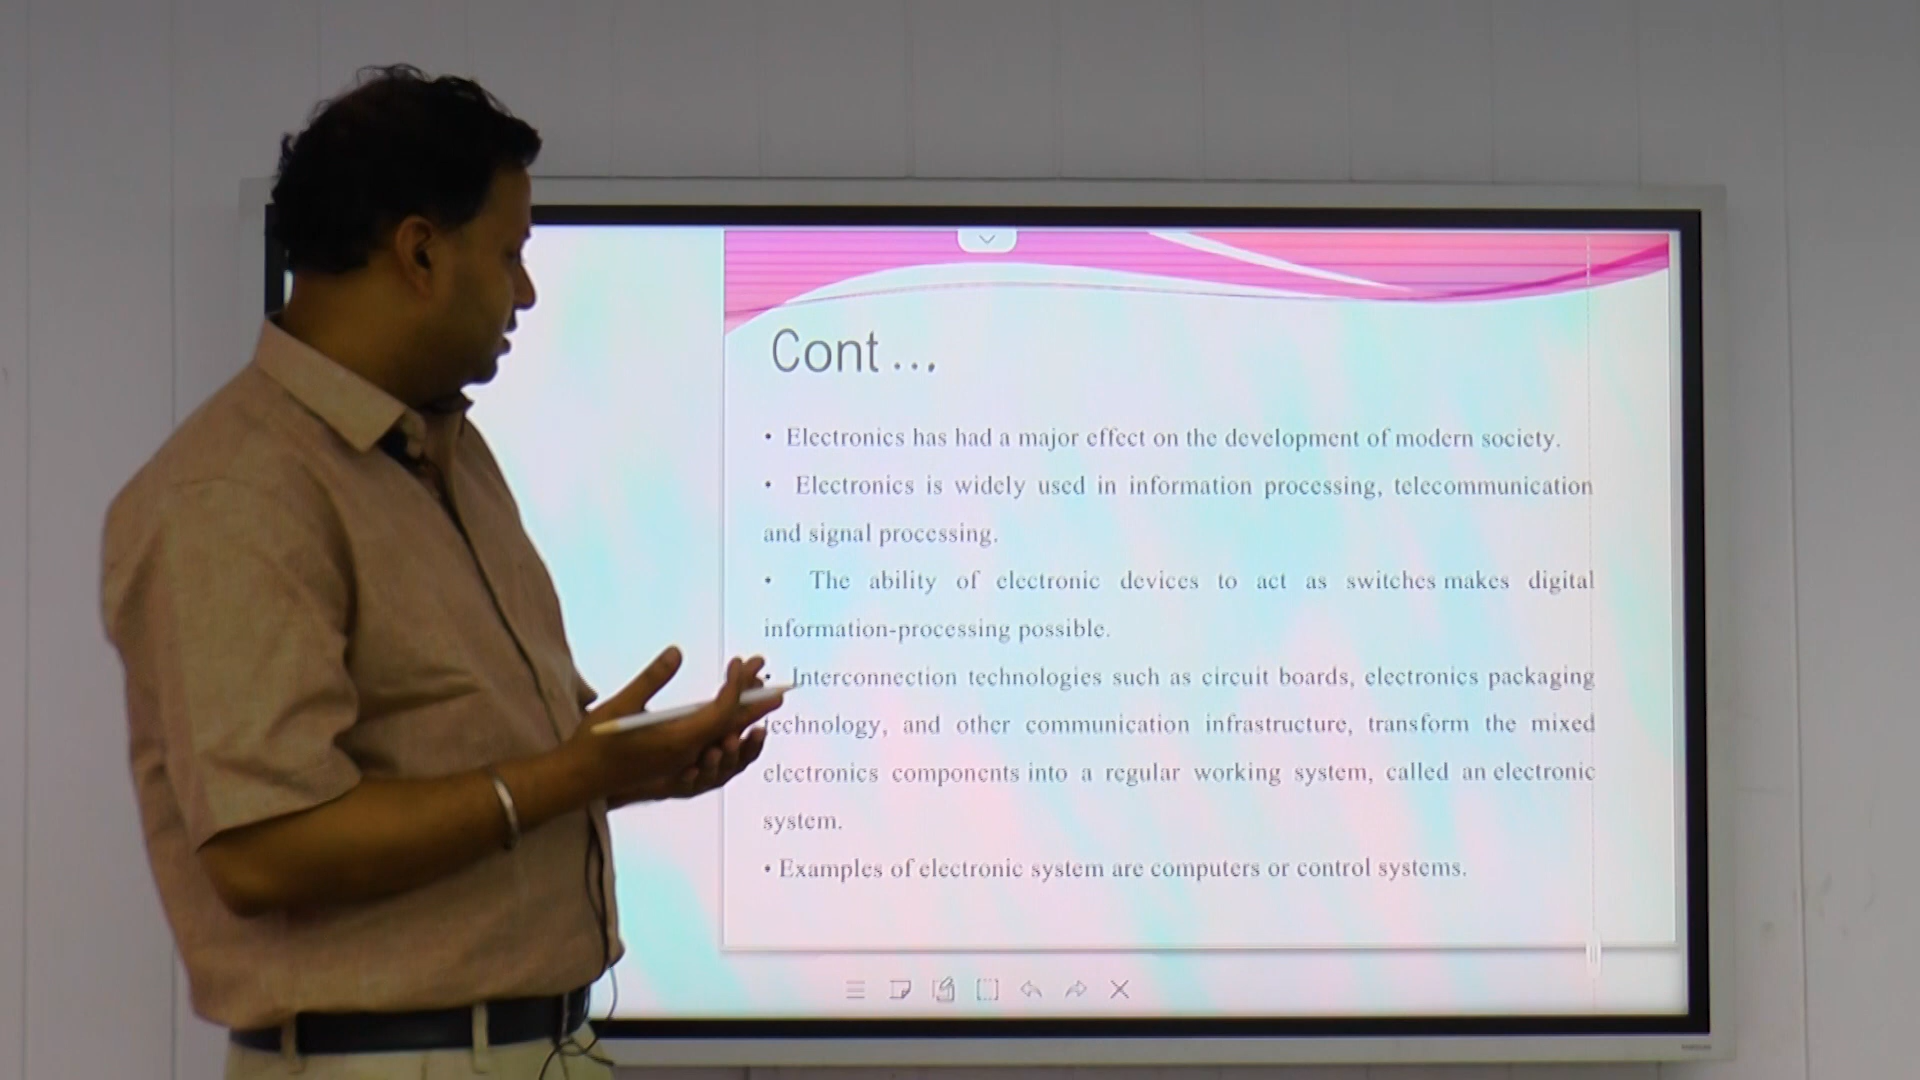 Cont ...
• Electronics has had a major effect on the development of modern society.
• Electronics is widely used in information processing, telecommunication
and signal processing.
• The ability of electronic devices to act as switches makes digital
information-processing possible.
• Interconnection technologies such as circuit boards, electronics packaging
technology, and other communication infrastructure, transform the mixed
electronics components into a regular working system, called an electronic
system.
• Examples of electronic system are computers or control systems.